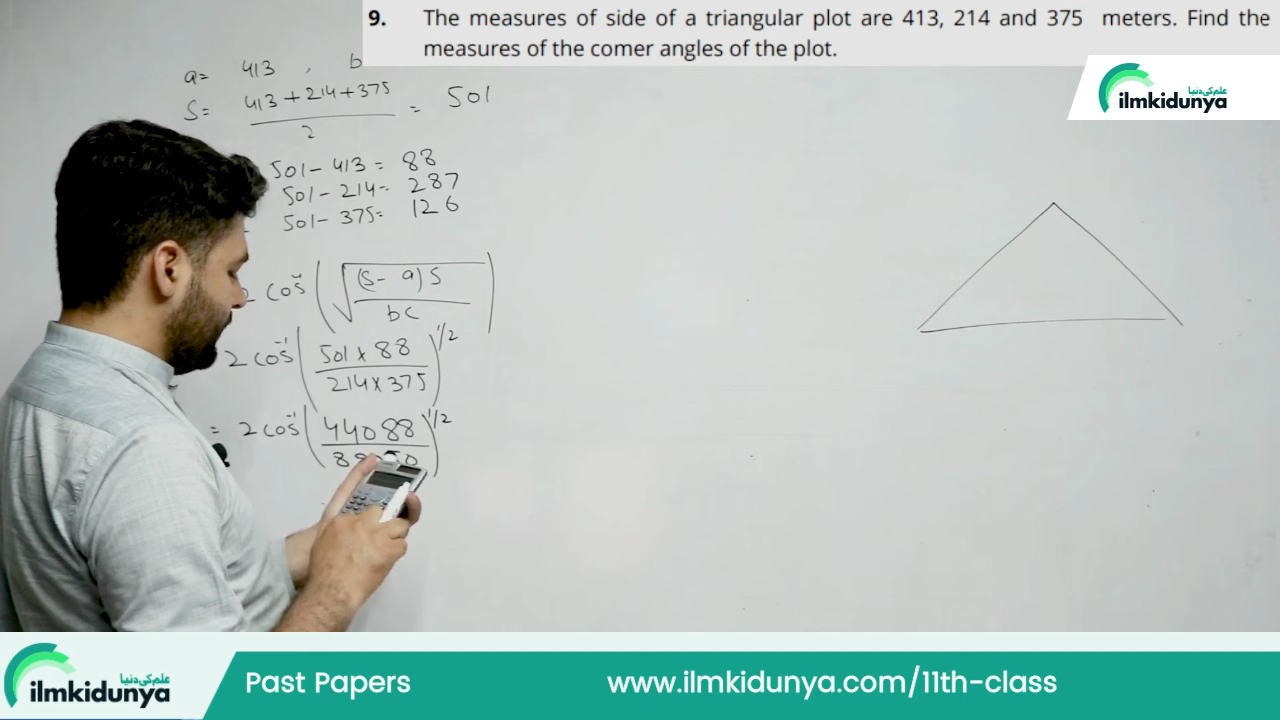 9. The measures of side of a triangular plot are 413, 214 and 375 meters. Find the
measures of the comer angles of the plot.
علم کی دنیا
ilmkidunya
a= 413 , b
S= 413 + 214 + 375 / 2 = 501
501 - 413 = 88
501 - 214 = 287
501 - 375 = 126
2 cos⁻¹ (√((S - a) S / bc))
2 cos⁻¹ (501 x 88 / 214 x 375)^1/2
= 2 cos⁻¹ (44088 /
)^1/2
علم کی دنیا
ilmkidunya
Past Papers
www.ilmkidunya.com/11th-class